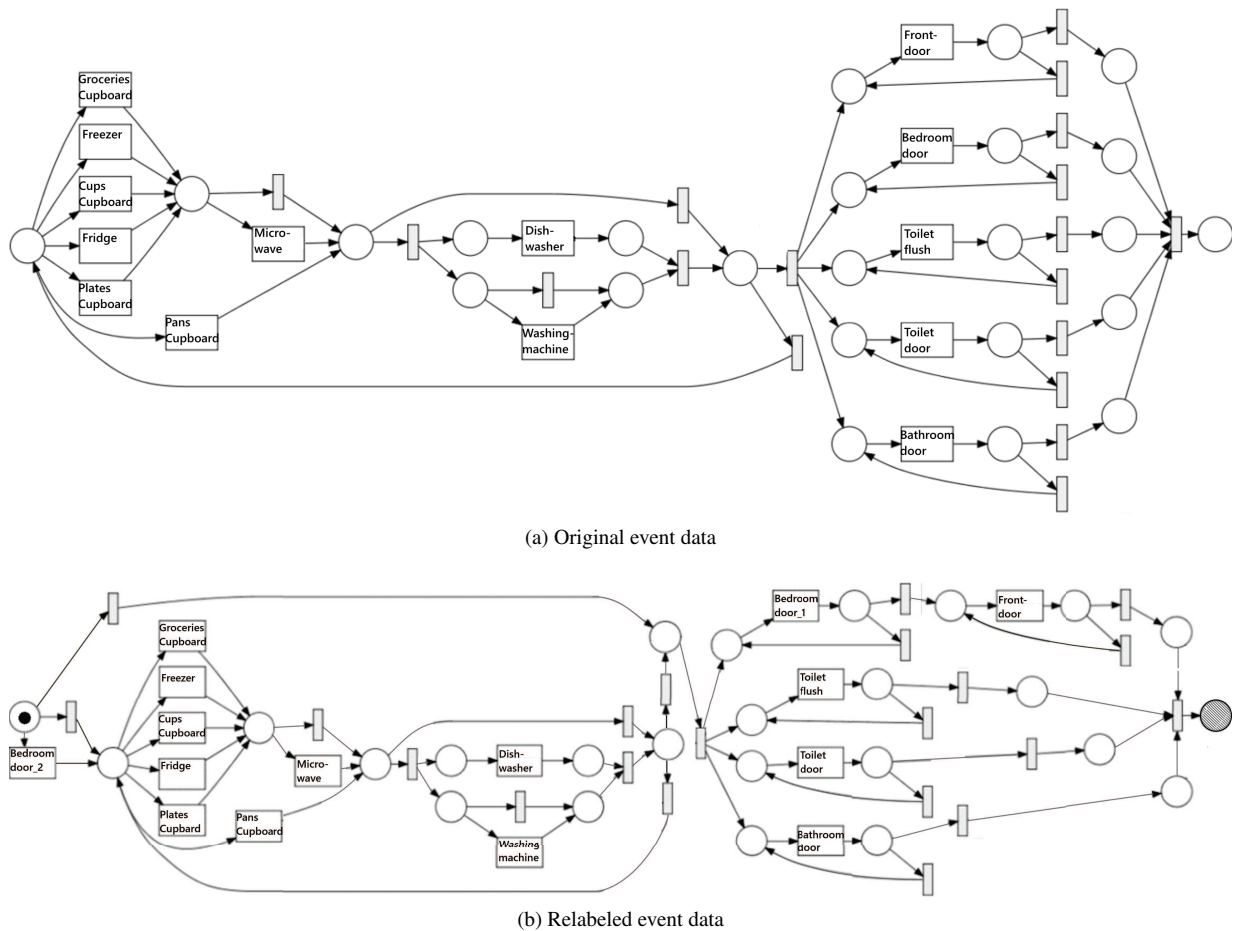 Groceries
Cupboard
Freezer
Cups
Cupboard
Fridge
Plates
Cupboard
Pans
Cupboard
Micro-
wave
Dish-
washer
Washing-
machine
Front-
door
Bedroom
door
Toilet
flush
Toilet
door
Bathroom
door
(a) Original event data
Bedroom
door_2
Groceries
Cupboard
Freezer
Cups
Cupboard
Fridge
Plates
Cupbard
Pans
Cupboard
Micro-
wave
Dish-
washer
Washing
machine
Bedroom
door_1
Front-
door
Toilet
flush
Toilet
door
Bathroom
door
(b) Relabeled event data